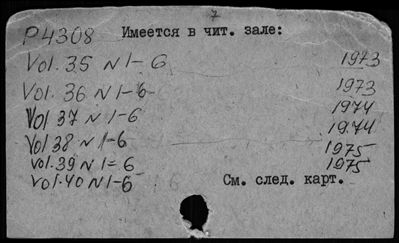 7
P4308 Имеется в чит. зале:
Vol. 35 N 1-6 1973
Vol. 36 N 1-6 1973
Vol 37 N 1-6 1974
Vol 38 N 1-6 1974
Vol. 39 N 1-6 1975
Vol. 40 N 1-6 1975
См. след. карт.